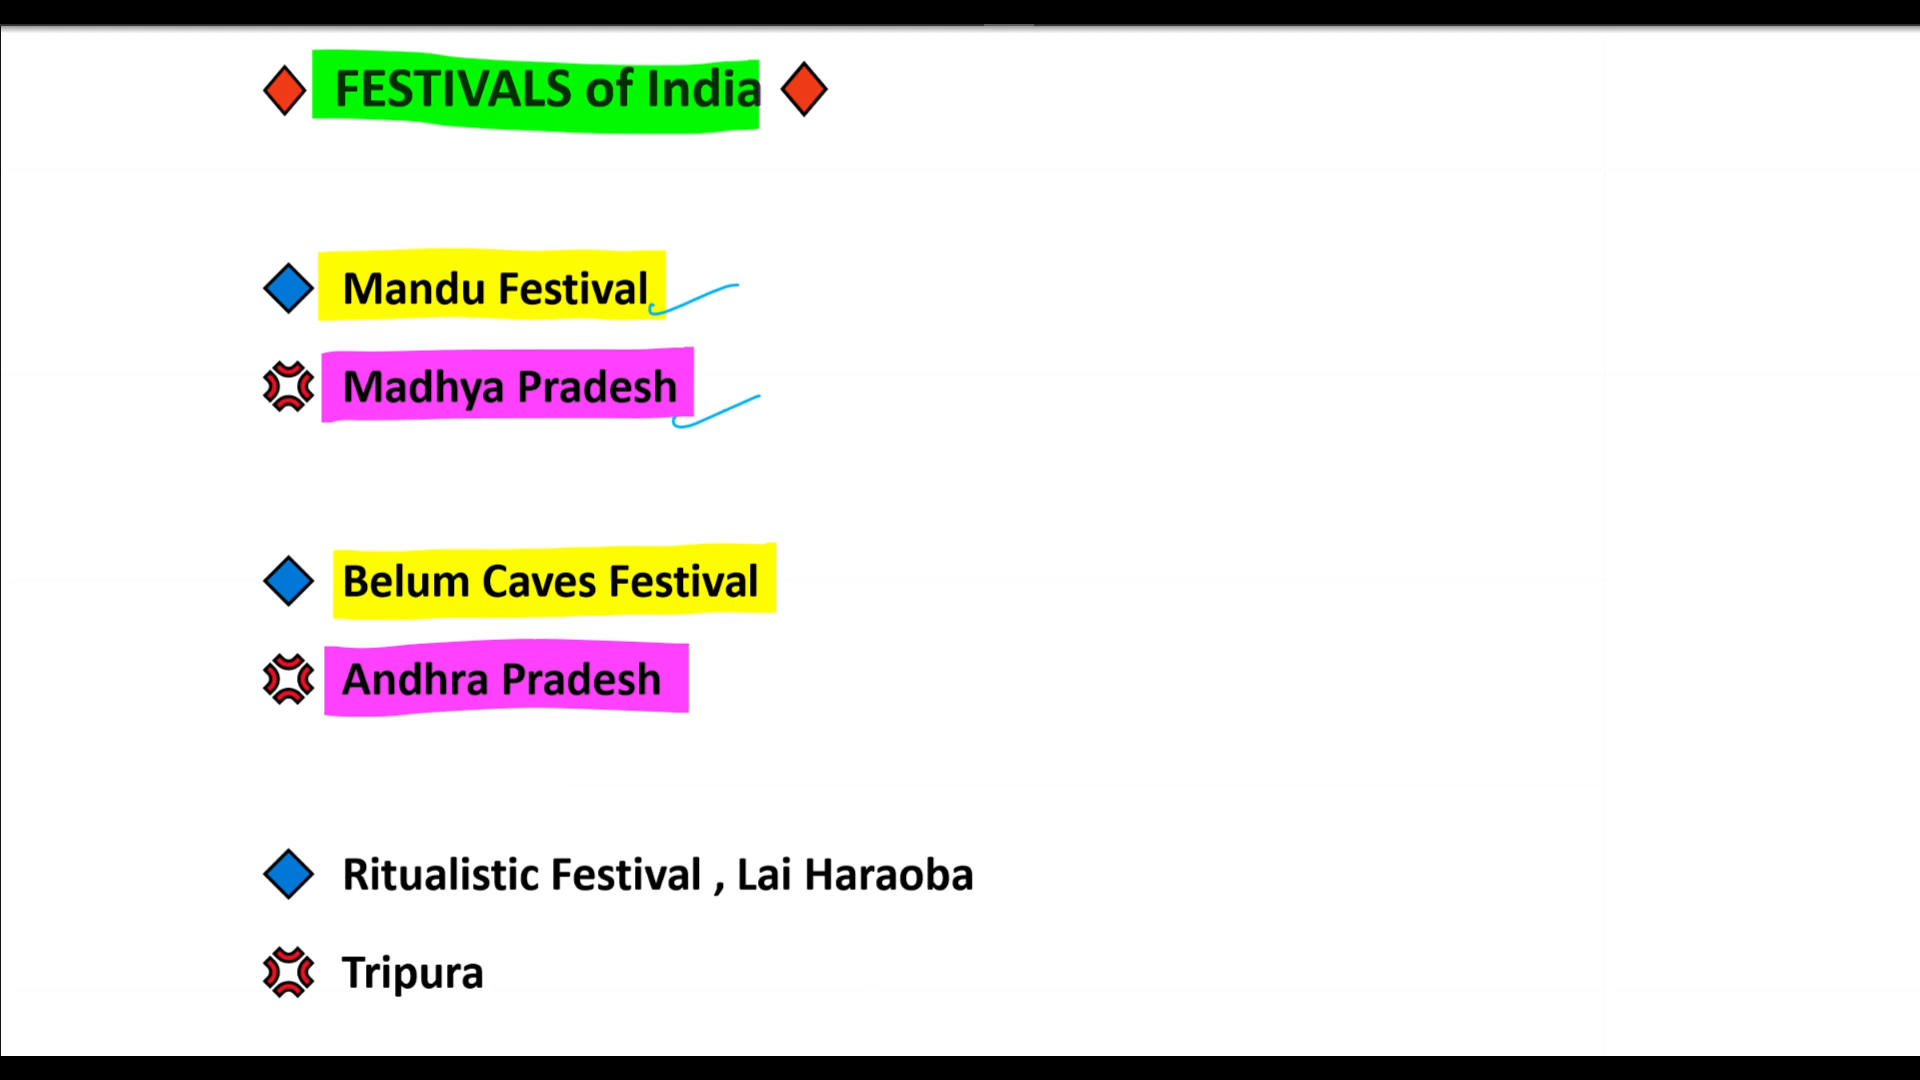 FESTIVALS of India
Mandu Festival
Madhya Pradesh
Belum Caves Festival
Andhra Pradesh
Ritualistic Festival , Lai Haraoba
Tripura